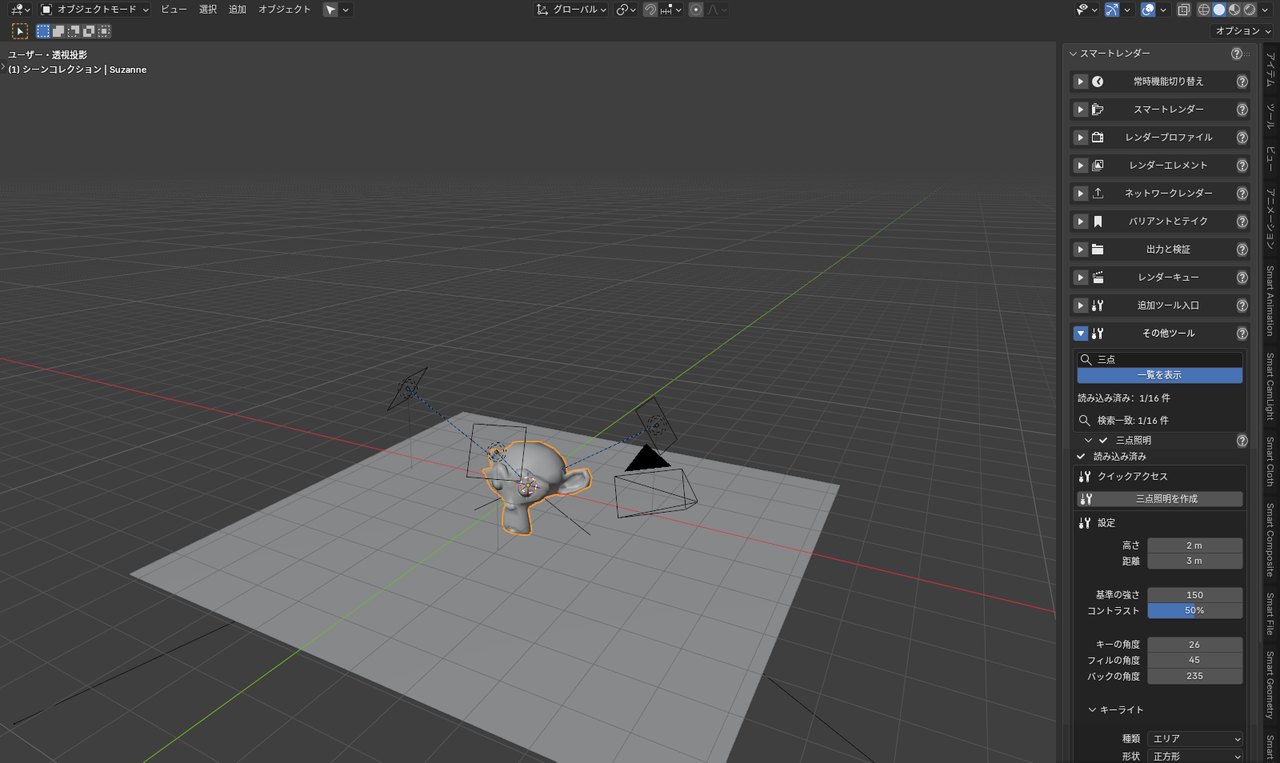 オブジェクトモード ビュー 選択 追加 オブジェクト グローバル
オプション
ユーザー・透視投影
(1) シーンコレクション | Suzanne
スマートレンダー
常時機能切り替え
スマートレンダー
レンダープロファイル
レンダーエレメント
ネットワークレンダー
バリアントとテイク
出力と検証
レンダーキュー
追加ツール入口
その他ツール
三点
一覧を表示
読み込み済み: 1/16 件
検索一致: 1/16 件
三点照明
読み込み済み
クイックアクセス
三点照明を作成
設定
高さ 2 m
距離 3 m
基準の強さ 150
コントラスト 50%
キーの角度 26
フィルの角度 45
バックの角度 235
キーライト
種類 エリア
形状 正方形
アイテム
ツール
ビュー
アニメーション
Smart Animation
Smart CamLight
Smart Cloth
Smart Composite
Smart File
Smart Geometry
Smart